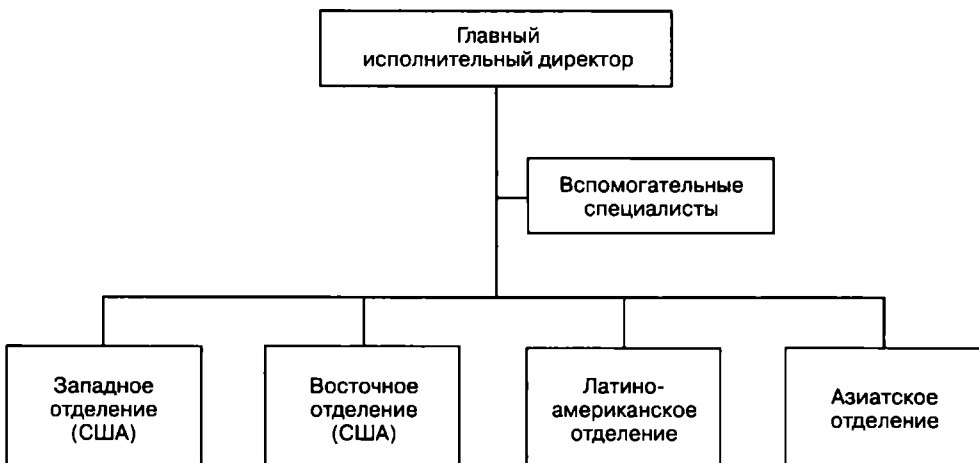 Главный
исполнительный директор
Вспомогательные
специалисты
Западное
отделение
(США)
Восточное
отделение
(США)
Латино-
американское
отделение
Азиатское
отделение